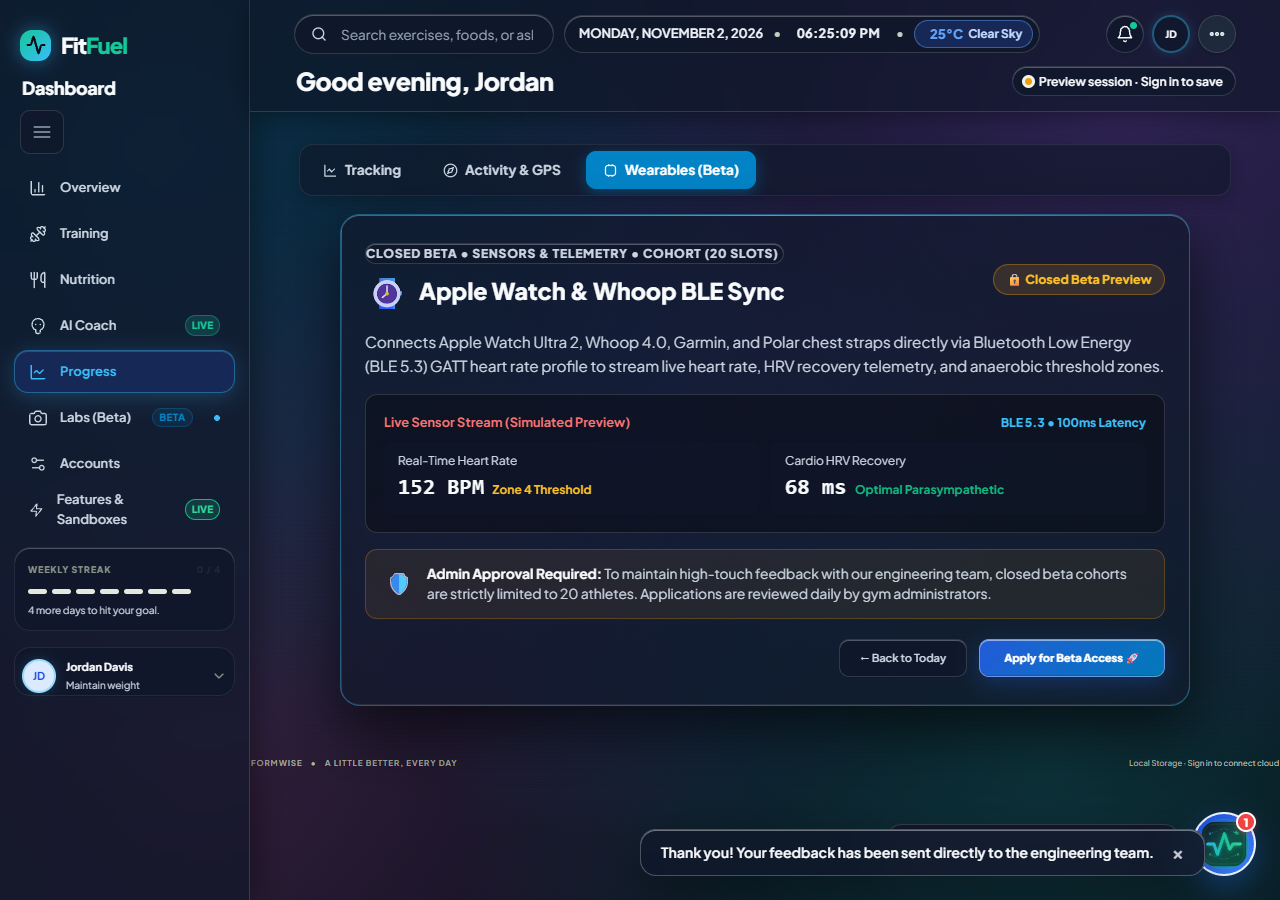 FitFuel
Dashboard
Overview
Training
Nutrition
AI Coach
LIVE
Progress
Labs (Beta)
BETA
Accounts
Features &
Sandboxes
LIVE
WEEKLY STREAK
0 / 4
4 more days to hit your goal.
JD
Jordan Davis
Maintain weight
Search exercises, foods, or asl
MONDAY, NOVEMBER 2, 2026 • 06:25:09 PM • 25°C Clear Sky
JD
Good evening, Jordan
Preview session · Sign in to save
Tracking
Activity & GPS
Wearables (Beta)
CLOSED BETA ● SENSORS & TELEMETRY ● COHORT (20 SLOTS)
Apple Watch & Whoop BLE Sync
Closed Beta Preview
Connects Apple Watch Ultra 2, Whoop 4.0, Garmin, and Polar chest straps directly via Bluetooth Low Energy
(BLE 5.3) GATT heart rate profile to stream live heart rate, HRV recovery telemetry, and anaerobic threshold zones.
Live Sensor Stream (Simulated Preview)
BLE 5.3 ● 100ms Latency
Real-Time Heart Rate
152 BPM Zone 4 Threshold
Cardio HRV Recovery
68 ms Optimal Parasympathetic
Admin Approval Required: To maintain high-touch feedback with our engineering team, closed beta cohorts
are strictly limited to 20 athletes. Applications are reviewed daily by gym administrators.
← Back to Today
Apply for Beta Access 🚀
FORMWISE ● A LITTLE BETTER, EVERY DAY
Local Storage · Sign in to connect cloud
Thank you! Your feedback has been sent directly to the engineering team. ×
1